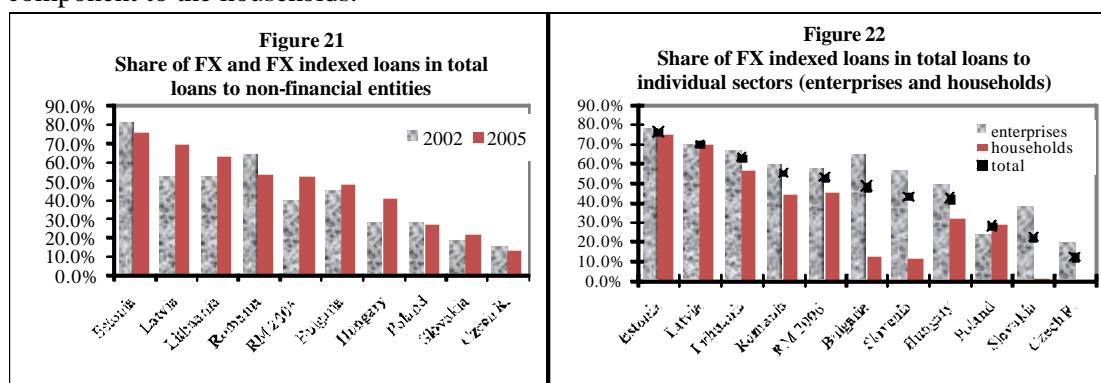 component to the households.
Figure 21
Share of FX and FX indexed loans in total
loans to non-financial entities
90.0%
80.0%
70.0%
60.0%
50.0%
40.0%
30.0%
20.0%
10.0%
0.0%
2002
2005
Estonia
Latvia
Lithuania
Romania
RM
Bulgaria
Hungary
Poland
Slovakia
Czech R.
Figure 22
Share of FX indexed loans in total loans to
individual sectors (enterprises and households)
90.0%
80.0%
70.0%
60.0%
50.0%
40.0%
30.0%
20.0%
10.0%
0.0%
enterprises
households
total
Estonia
Latvia
Lithuania
Romania
RM 2006
Bulgaria
Slovenia
Hungary
Poland
Slovakia
Czech R.